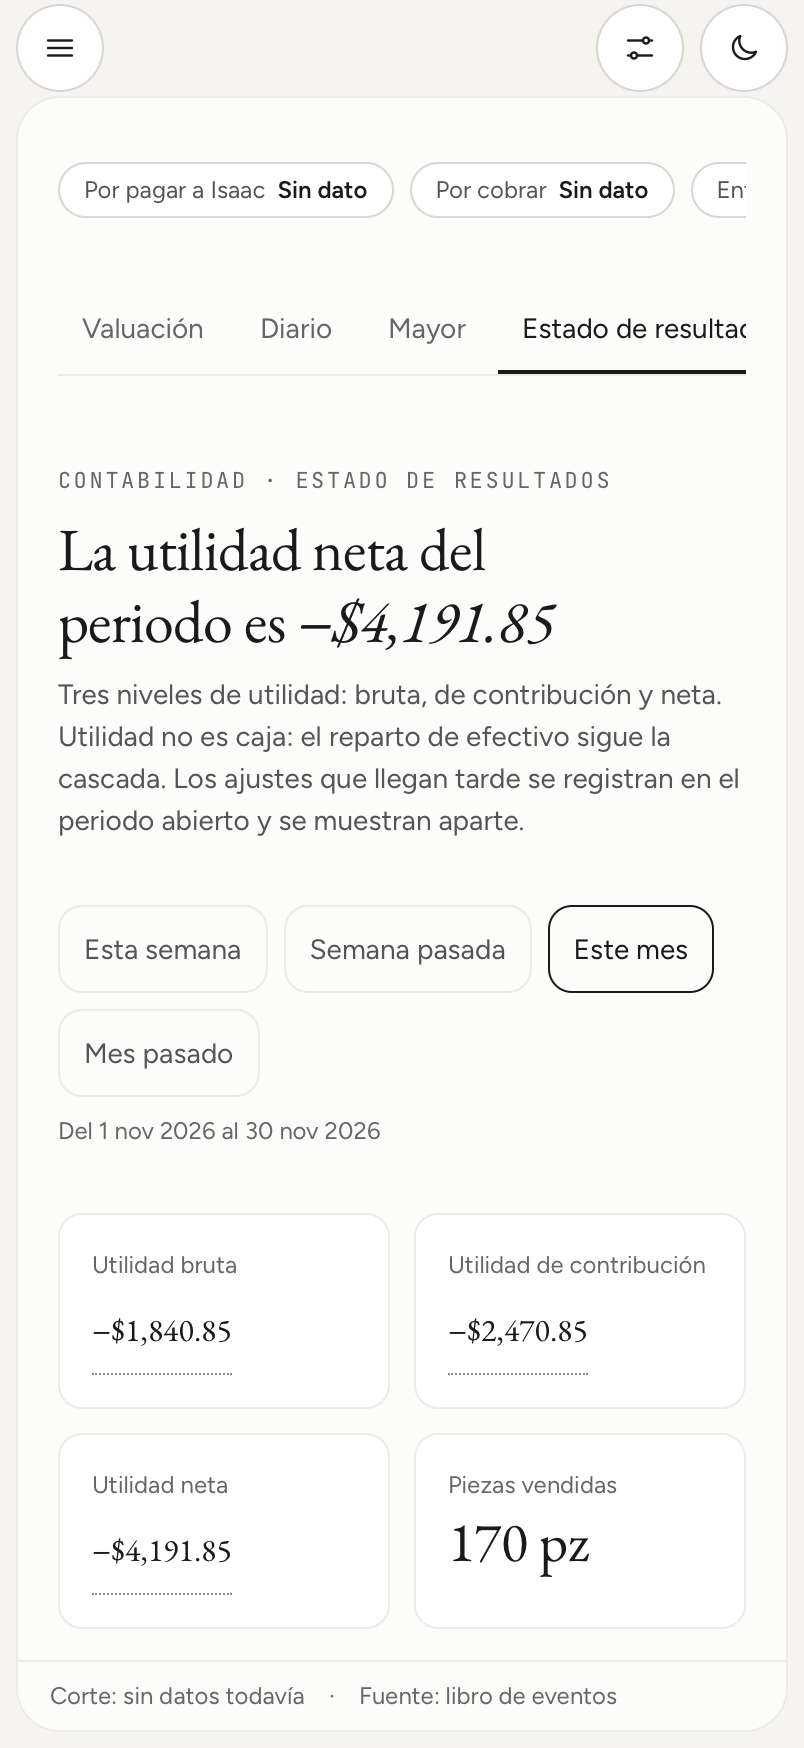 Por pagar a Isaac Sin dato
Por cobrar Sin dato
Valuación
Diario
Mayor
Estado de resultad
CONTABILIDAD · ESTADO DE RESULTADOS
La utilidad neta del
periodo es –$4,191.85
Tres niveles de utilidad: bruta, de contribución y neta.
Utilidad no es caja: el reparto de efectivo sigue la
cascada. Los ajustes que llegan tarde se registran en el
periodo abierto y se muestran aparte.
Esta semana
Semana pasada
Este mes
Mes pasado
Del 1 nov 2026 al 30 nov 2026
Utilidad bruta
–$1,840.85
Utilidad de contribución
–$2,470.85
Utilidad neta
–$4,191.85
Piezas vendidas
170 pz
Corte: sin datos todavía · Fuente: libro de eventos